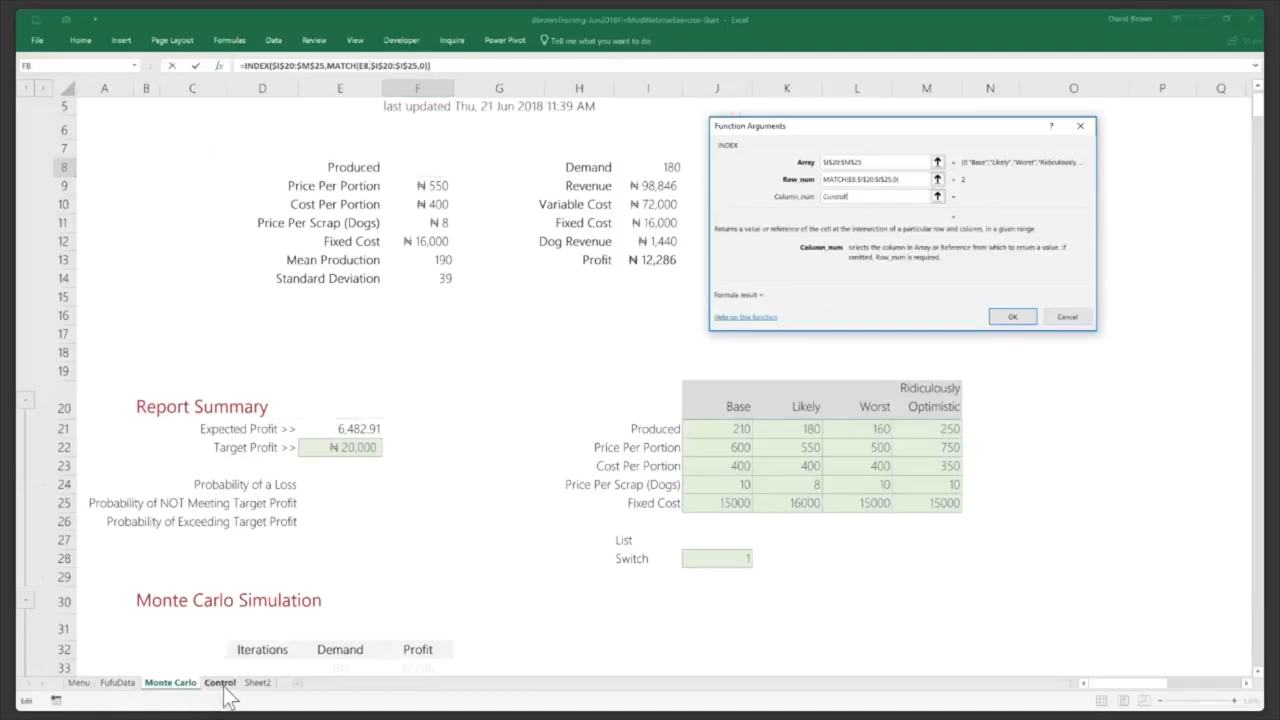 dbrownTraining-Jun2018FinModWebinarExercise-Start - Excel
David Brown
File Home Insert Page Layout Formulas Data Review View Developer Inquire Power Pivot Tell me what you want to do
F8 fx =INDEX($I$20:$M$25,MATCH(E8,$I$20:$I$25,0))
A B C D E F G H I J K L M N O P Q
5 last updated Thu, 21 Jun 2018 11:39 AM
6
7
8 Produced Demand 180
9 Price Per Portion ₦ 550 Revenue ₦ 98,846
10 Cost Per Portion ₦ 400 Variable Cost ₦ 72,000
11 Price Per Scrap (Dogs) ₦ 8 Fixed Cost ₦ 16,000
12 Fixed Cost ₦ 16,000 Dog Revenue ₦ 1,440
13 Mean Production 190 Profit ₦ 12,286
14 Standard Deviation 39
15
16
17
18
19
Ridiculously
20 Report Summary Base Likely Worst Optimistic
21 Expected Profit >> 6,482.91 Produced 210 180 160 250
22 Target Profit >> ₦ 20,000 Price Per Portion 600 550 500 750
23 Cost Per Portion 400 400 400 350
24 Probability of a Loss Price Per Scrap (Dogs) 10 8 10 10
25 Probability of NOT Meeting Target Profit Fixed Cost 15000 16000 15000 15000
26 Probability of Exceeding Target Profit
27 List
28 Switch 1
29
30 Monte Carlo Simulation
31
32 Iterations Demand Profit
33
Function Arguments ?
INDEX
Array $I$20:$M$25 = {0,"Base","Likely","Worst","Ridiculously ...
Row_num MATCH(E8,$I$20:$I$25,0) = 2
Column_num =
=
Returns a value or reference of the cell at the intersection of a particular row and column, in a given range.
Column_num selects the column in Array or Reference from which to return a value. If
omitted, Row_num is required.
Formula result =
Help on this function OK Cancel
Menu FufuData Monte Carlo Control Sheet2
Edit